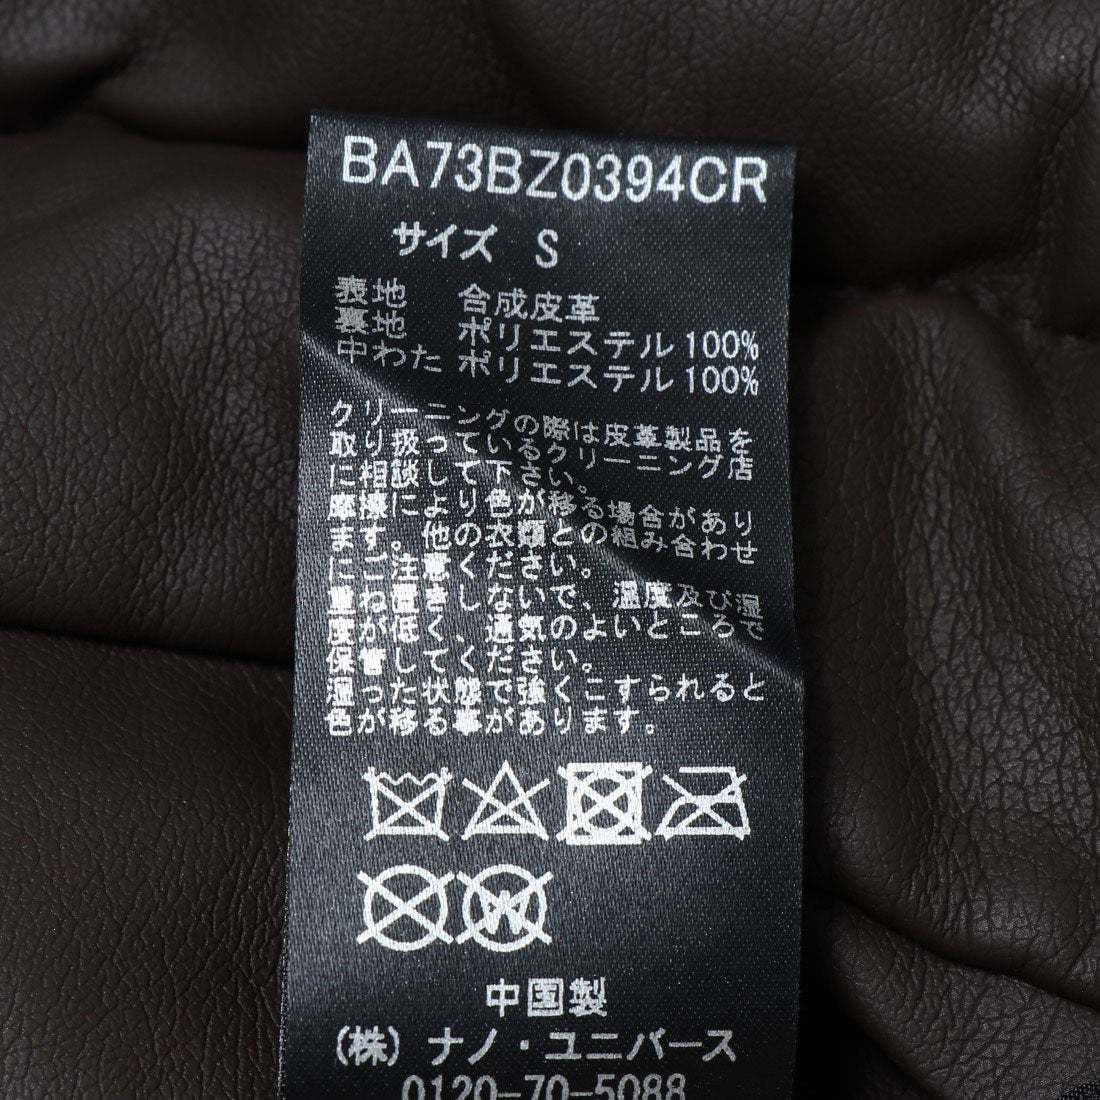 BA73BZ0394CR
サイズ S
表地 合成皮革
裏地 ポリエステル 100%
中わた ポリエステル 100%
クリーニングの際は皮革製品を
取り扱っているクリーニング店
に相談して下さい。
摩擦により色が移る場合があり
ます。他の衣類との組み合わせ
にご注意ください。
重ね置きしないで、温度及び湿
度が低く、通気のよいところで
保管してください。
湿った状態で強くこすられると
色が移る事があります。
中国製
(株) ナノ・ユニバース
0120-70-5088